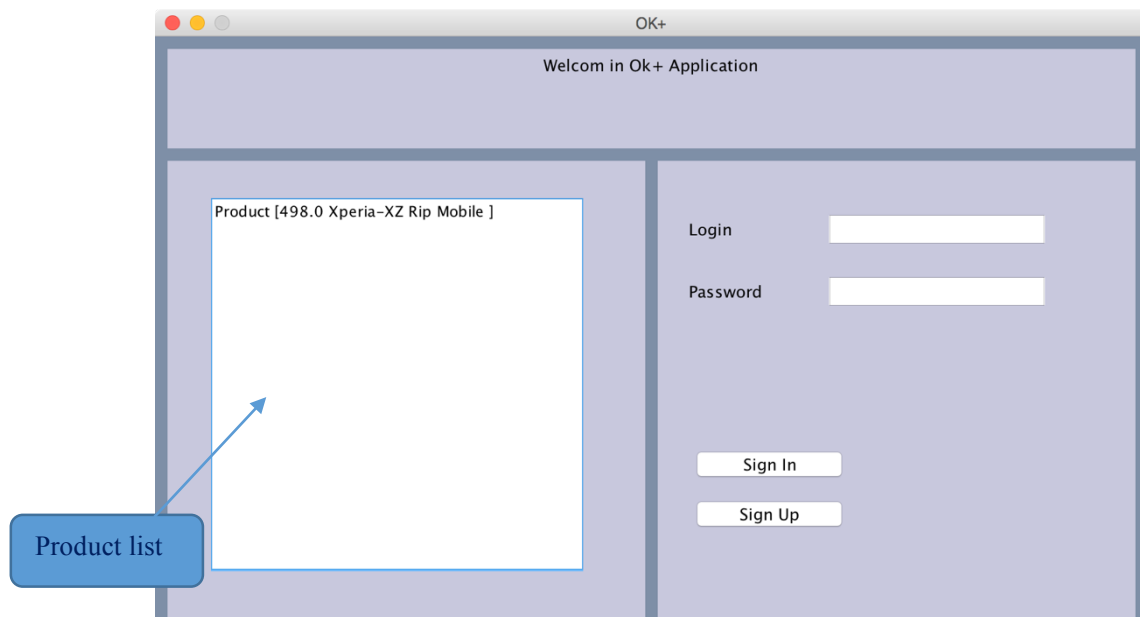 OK+
Welcom in Ok+ Application
Product [498.0 Xperia-XZ Rip Mobile ]
Login
Password
Sign In
Sign Up
Product list